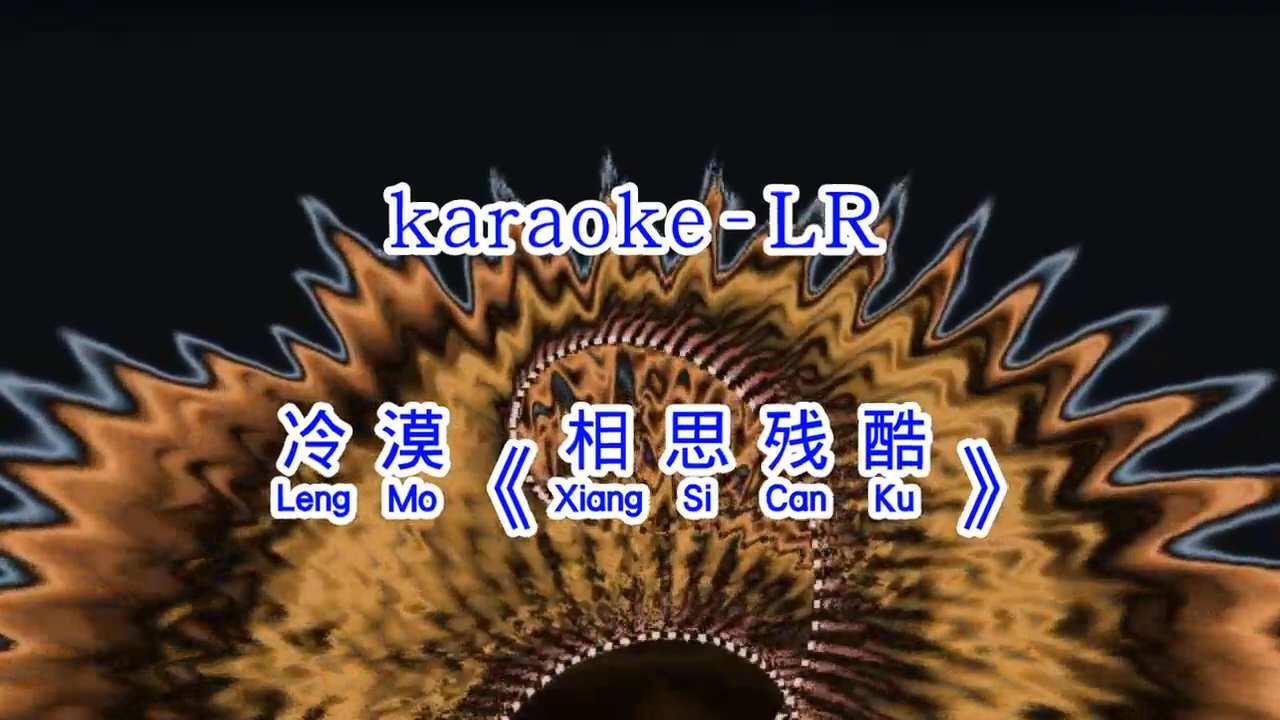 karaoke-LR
冷漠《相思残酷》
Leng Mo Xiang Si Can Ku